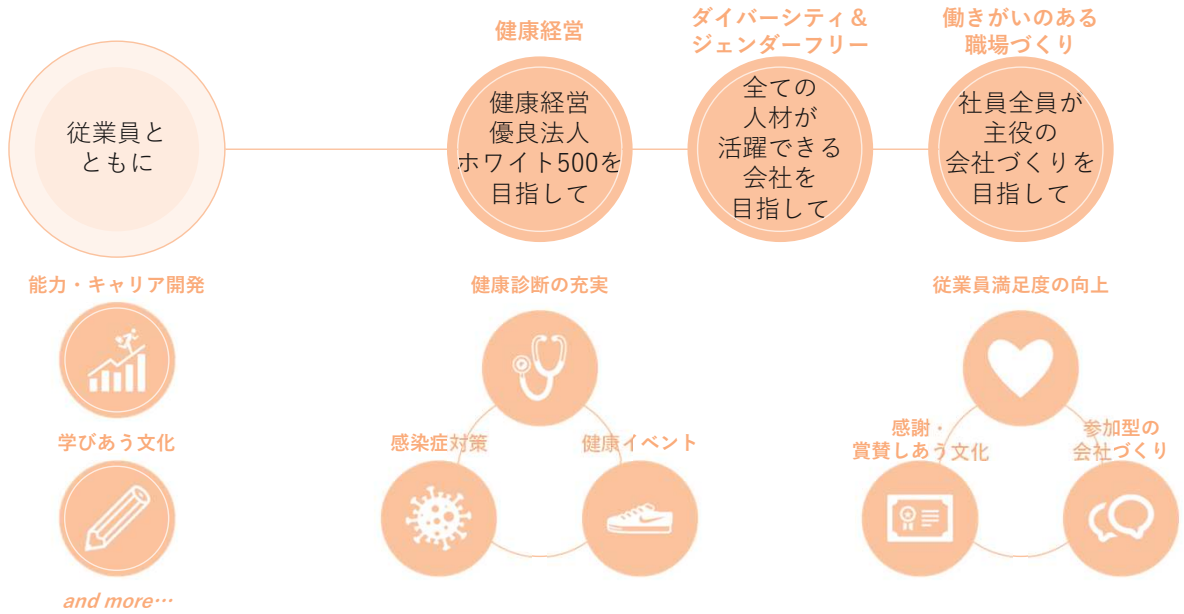 従業員と
ともに
健康経営
健康経営
優良法人
ホワイト500を
目指して
ダイバーシティ＆
ジェンダーフリー
全ての
人材が
活躍できる
会社を
目指して
働きがいのある
職場づくり
社員全員が
主役の
会社づくりを
目指して
能力・キャリア開発
学びあう文化
and more…
健康診断の充実
感染症対策
健康イベント
従業員満足度の向上
感謝・
賞賛しあう文化
参加型の
会社づくり